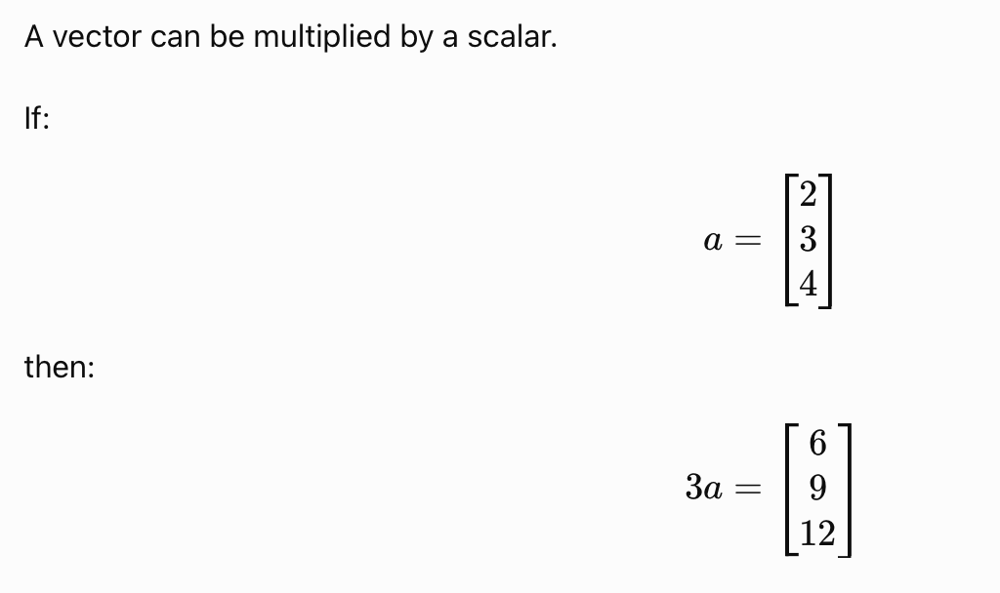 A vector can be multiplied by a scalar.
If:
a = [2
3
4]
then:
3a = [6
9
12]